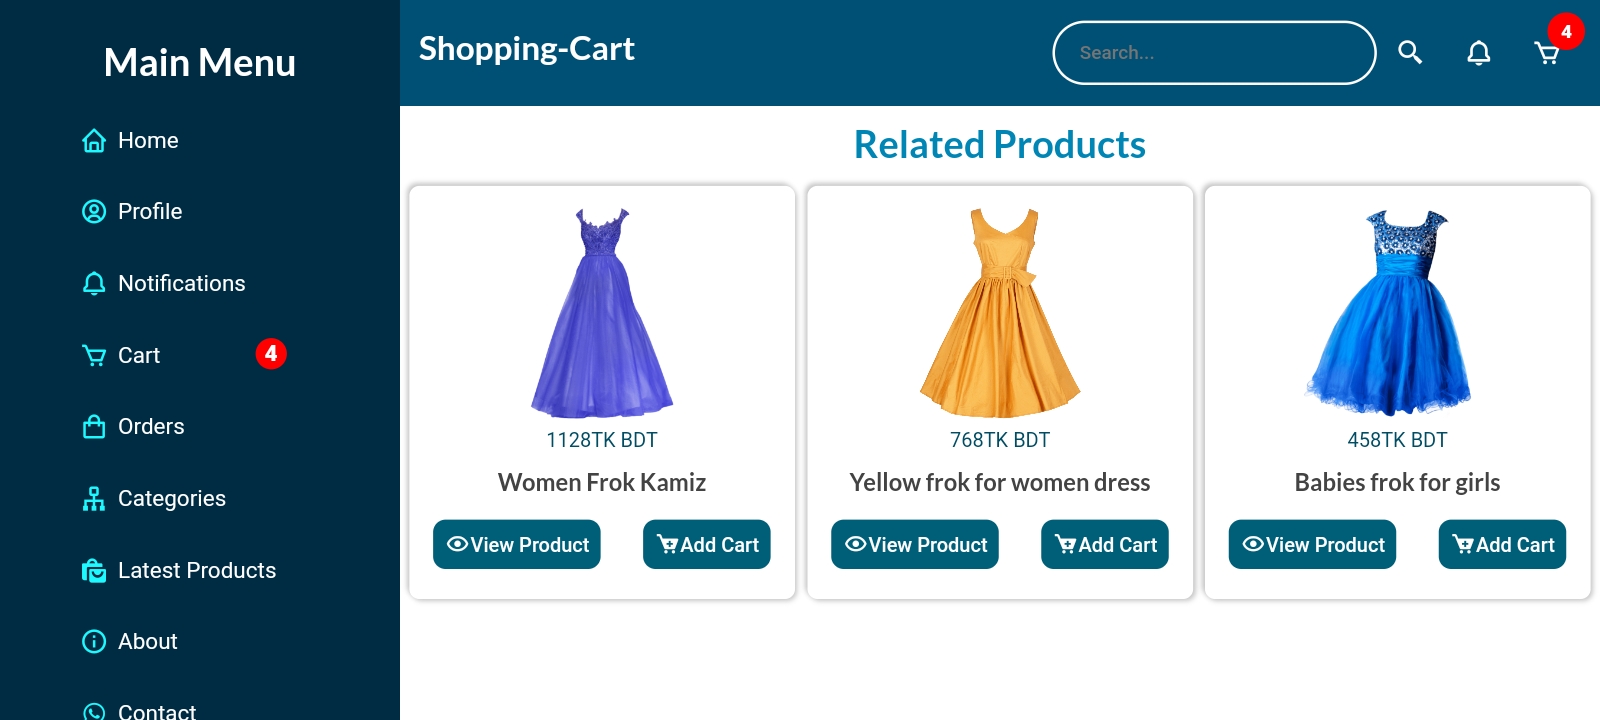 Main Menu
Home
Profile
Notifications
Cart 4
Orders
Categories
Latest Products
About
Contact
Shopping-Cart
Search...
4
Related Products
1128TK BDT
Women Frok Kamiz
View Product Add Cart
768TK BDT
Yellow frok for women dress
View Product Add Cart
458TK BDT
Babies frok for girls
View Product Add Cart